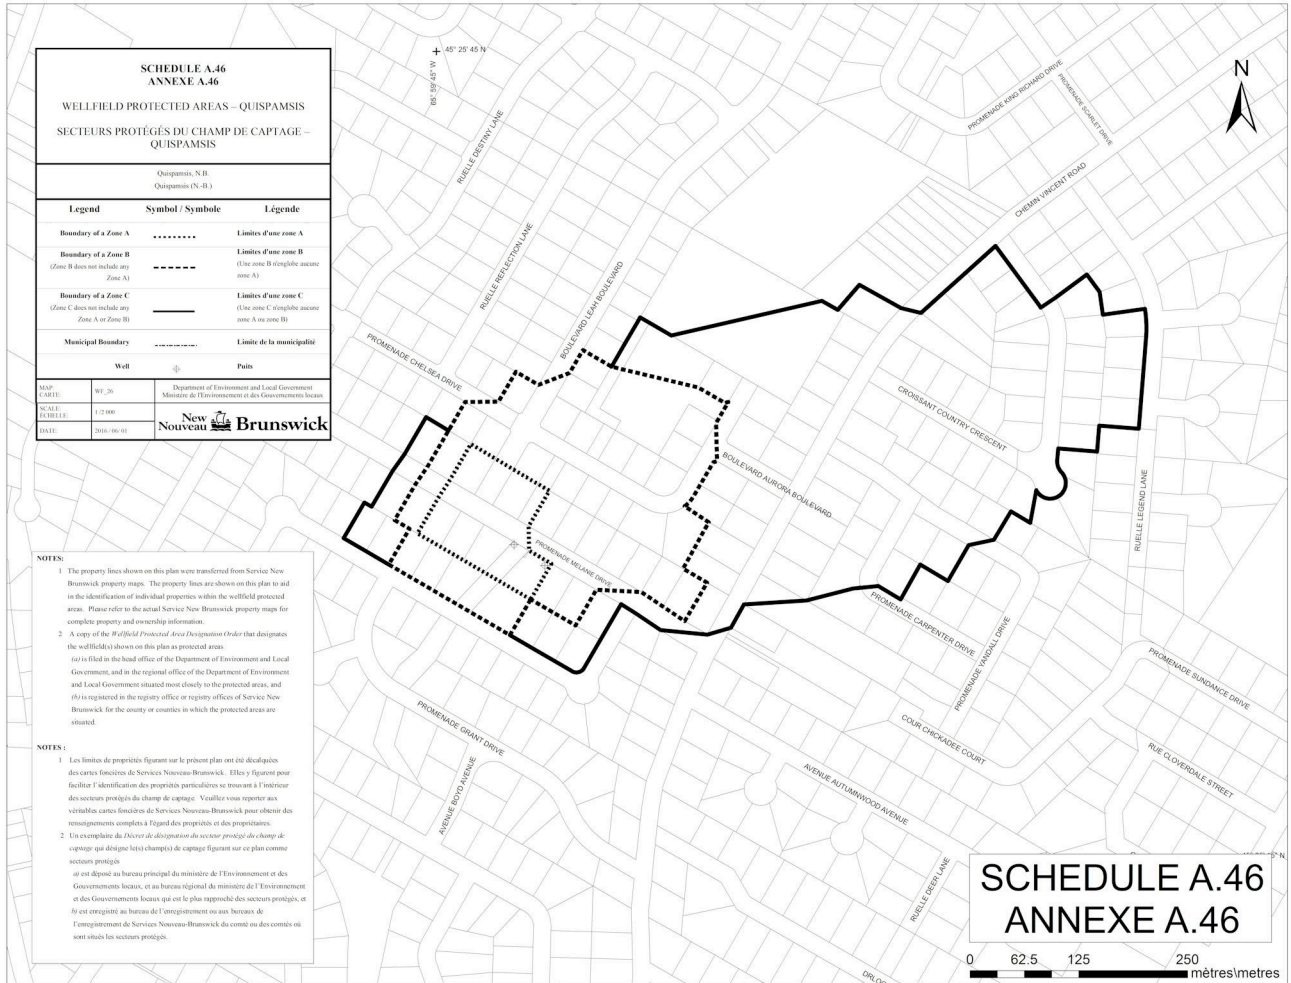 SCHEDULE A.46
ANNEXE A.46
WELLFIELD PROTECTED AREAS – QUISPAMSIS
SECTEURS PROTÉGÉS DU CHAMP DE CAPTAGE –
QUISPAMSIS
Quispamsis, N.B.
Quispamsis (N.-B.)
Legend Symbol / Symbole Légende
Boundary of a Zone A Limites d'une zone A
Boundary of a Zone B Limites d'une zone B
(Zone B does not include any (Une zone B n'englobe aucune
Zone A) zone A)
Boundary of a Zone C Limites d'une zone C
(Zone C does not include any (Une zone C n'englobe aucune
Zone A or Zone B) zone A ou zone B)
Municipal Boundary Limite de la municipalité
Well Puits
MAP: WF_26 Department of Environment and Local Government
CARTE: Ministère de l'Environnement et des Gouvernements locaux
SCALE: 1 /2 000
ÉCHELLE:
DATE: 2016 / 06/ 01
New Nouveau Brunswick
NOTES:
1 The property lines shown on this plan were transferred from Service New
Brunswick property maps. The property lines are shown on this plan to aid
in the identification of individual properties within the wellfield protected
areas. Please refer to the actual Service New Brunswick property maps for
complete property and ownership information.
2 A copy of the Wellfield Protected Area Designation Order that designates
the wellfield(s) shown on this plan as protected areas
(a) is filed in the head office of the Department of Environment and Local
Government, and in the regional office of the Department of Environment
and Local Government situated most closely to the protected areas, and
(b) is registered in the registry office or registry offices of Service New
Brunswick for the county or counties in which the protected areas are
situated.
NOTES :
1 Les limites de propriétés figurant sur le présent plan ont été décalquées
des cartes foncières de Services Nouveau-Brunswick. Elles y figurent pour
faciliter l'identification des propriétés particulières se trouvant à l'intérieur
des secteurs protégés du champ de captage. Veuillez vous reporter aux
véritables cartes foncières de Services Nouveau-Brunswick pour obtenir des
renseignements complets à l'égard des propriétés et des propriétaires.
2 Un exemplaire du Décret de désignation du secteur protégé du champ de
captage qui désigne le(s) champ(s) de captage figurant sur ce plan comme
secteurs protégés
a) est déposé au bureau principal du ministère de l'Environnement et des
Gouvernements locaux, et au bureau régional du ministère de l'Environnement
et des Gouvernements locaux qui est le plus rapproché des secteurs protégés, et
b) est enregistré au bureau de l'enregistrement ou aux bureaux de
l'enregistrement de Services Nouveau-Brunswick du comté ou des comtés où
sont situés les secteurs protégés.
45° 25' 45 N
65° 59' 45" W
N
RUELLE DESTINY LANE
RUELLE REFLECTION LANE
BOULEVARD LEAH BOULEVARD
PROMENADE CHELSEA DRIVE
PROMENADE KING RICHARD DRIVE
PROMENADE SCARLET DRIVE
CHEMIN VINCENT ROAD
CROISSANT COUNTRY CRESCENT
BOULEVARD AURORA BOULEVARD
RUELLE LEGEND LANE
PROMENADE MELANIE DRIVE
PROMENADE CARPENTER DRIVE
PROMENADE YANDALL DRIVE
PROMENADE SUNDANCE DRIVE
COUR CHICKADEE COURT
RUE CLOVERDALE STREET
PROMENADE GRANT DRIVE
AVENUE BOYD AVENUE
AVENUE AUTUMNWOOD AVENUE
RUELLE DEER LANE
SCHEDULE A.46
ANNEXE A.46
0 62.5 125 250
mètres\metres